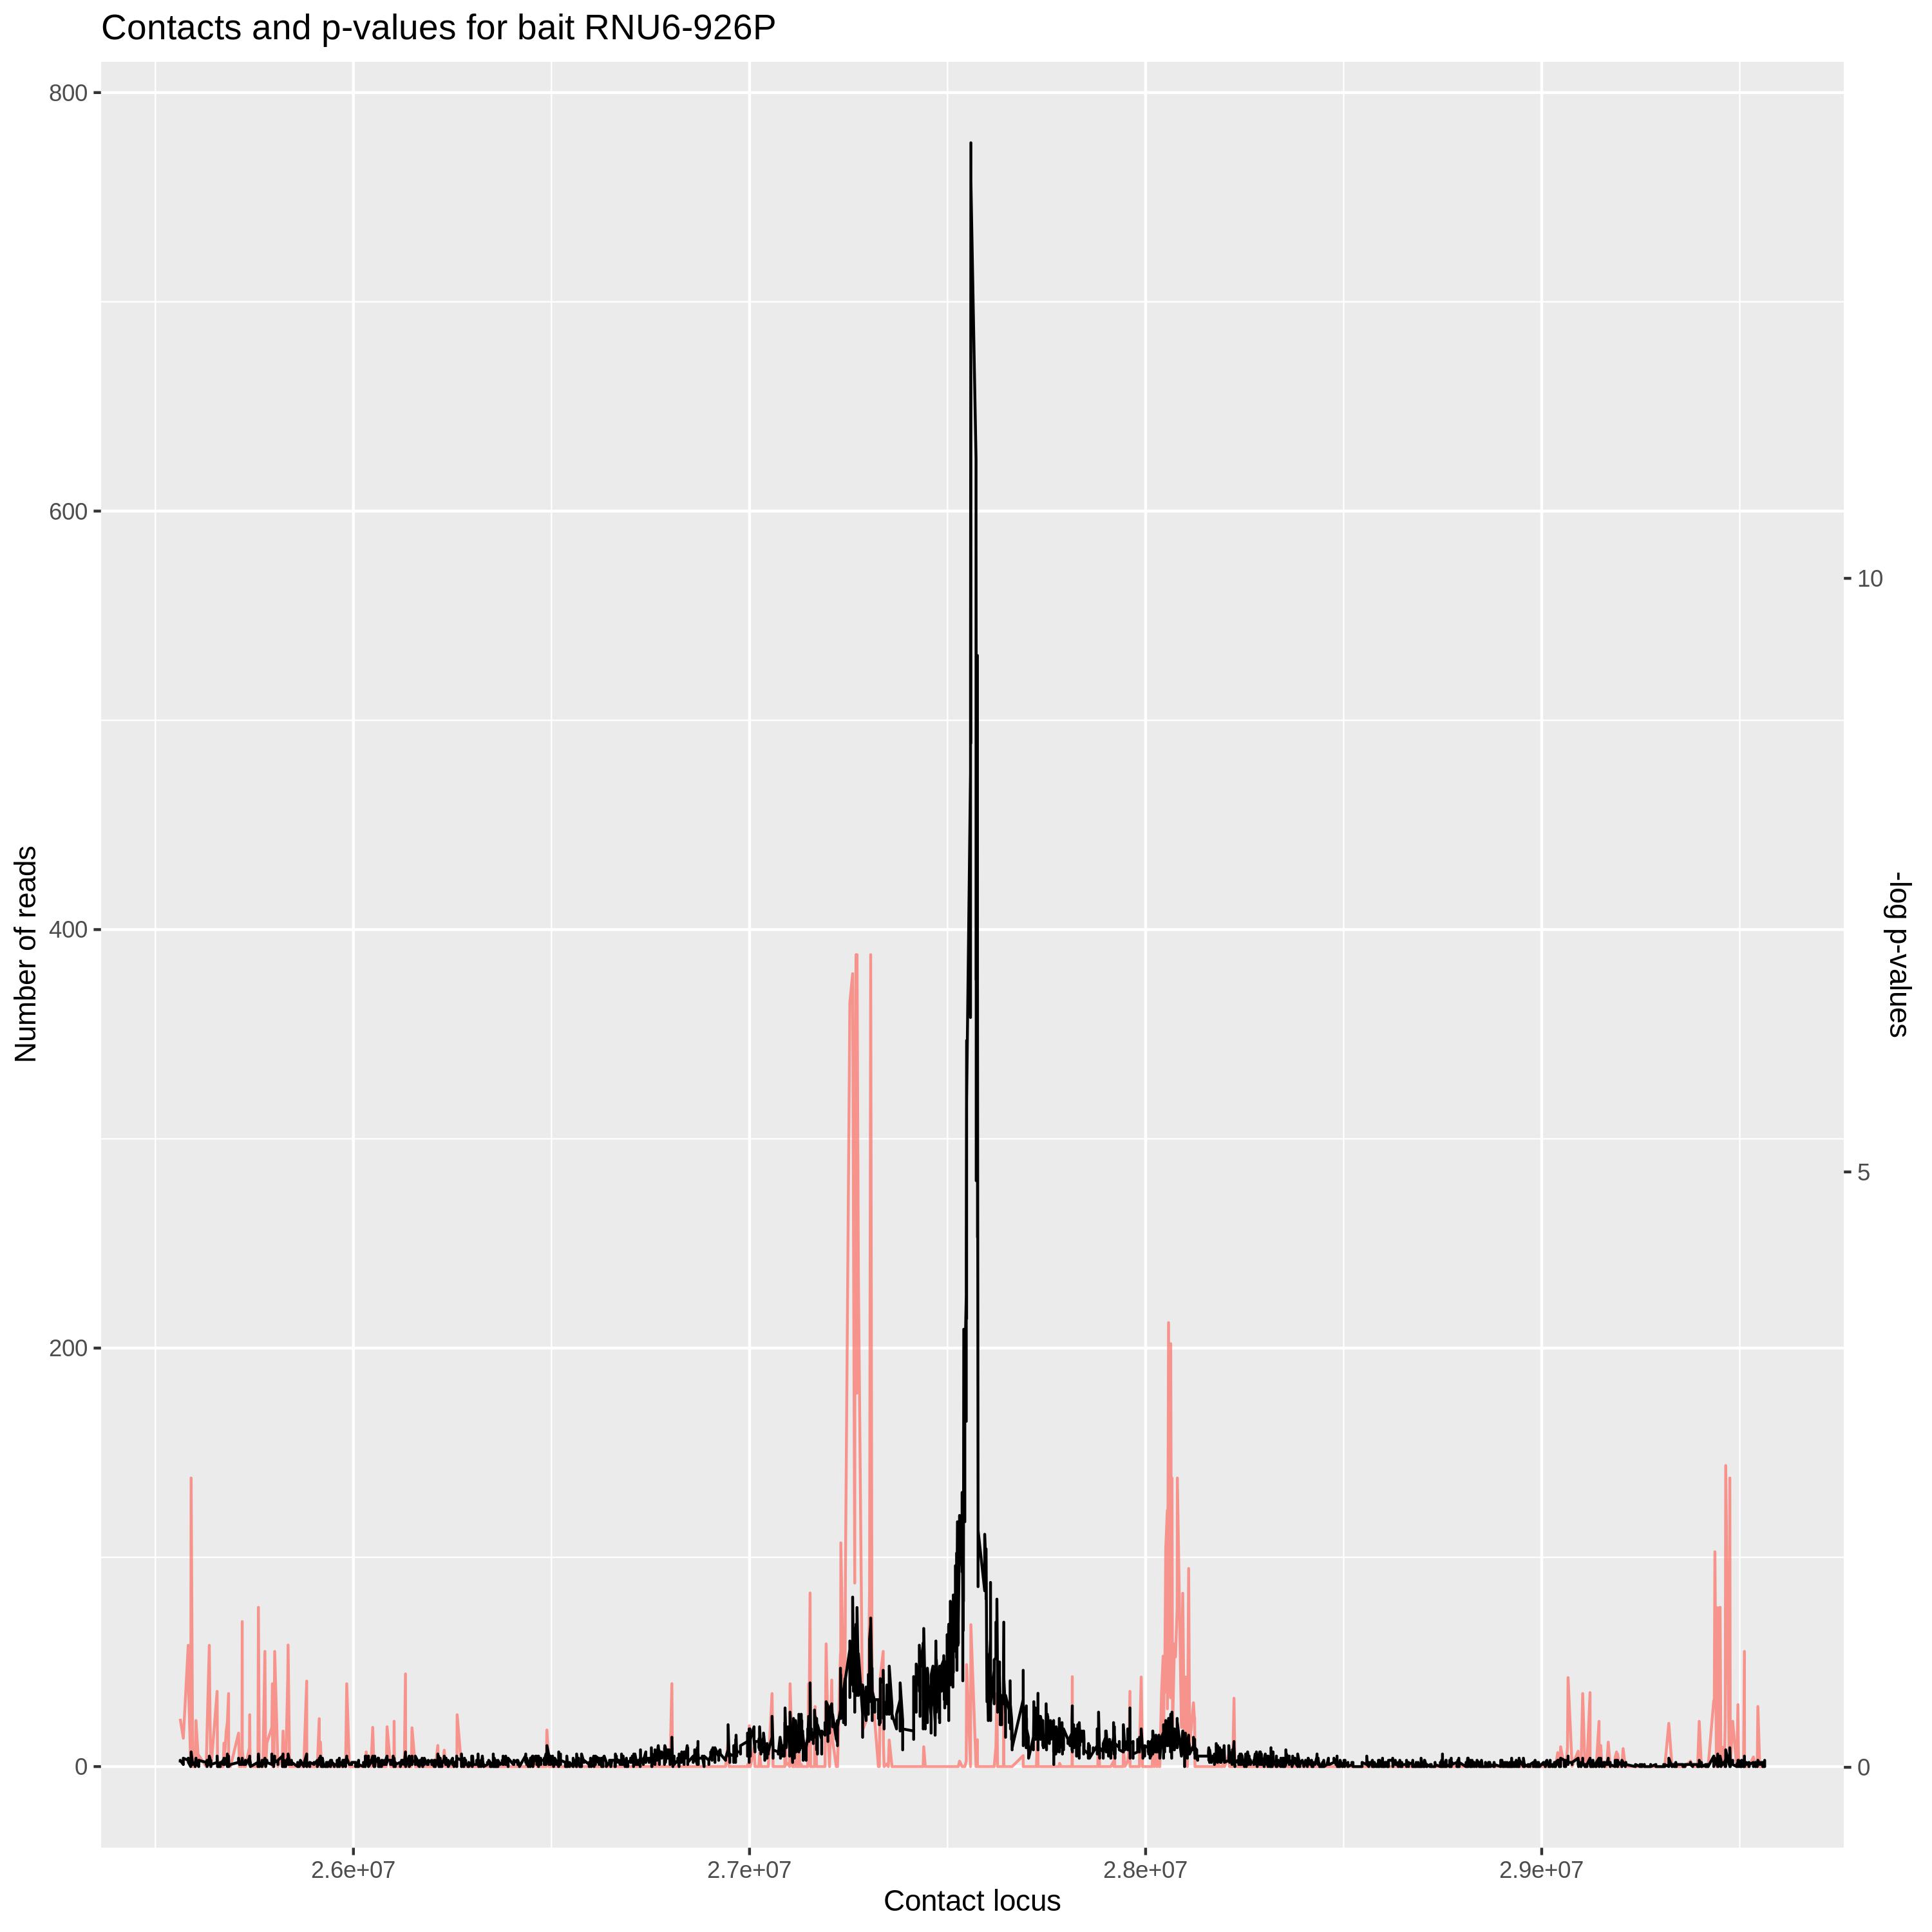 Contacts and p-values for bait RNU6-926P
800
600
400
200
0
10
5
0
Number of reads
-log p-values
2.6e+07
2.7e+07
2.8e+07
2.9e+07
Contact locus